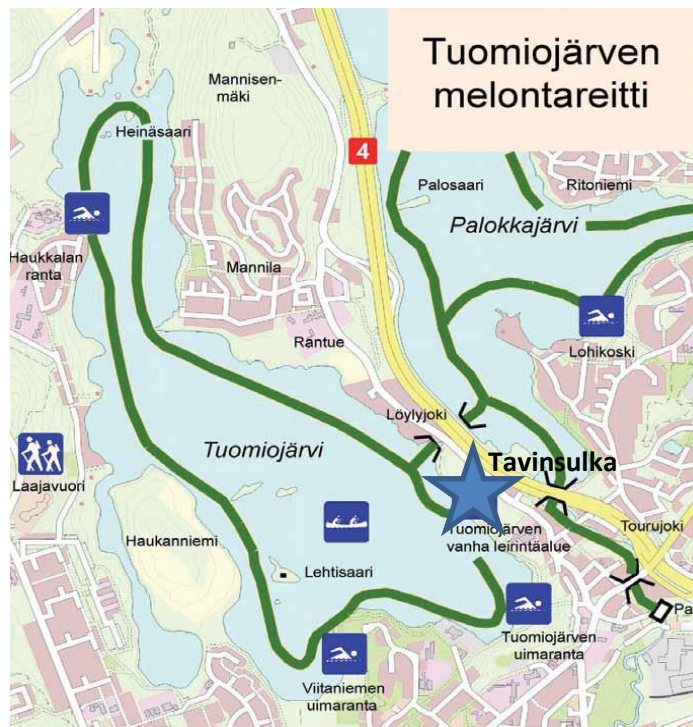 Tuomiojärven
melontareitti
Mannisen-
mäki
Heinäsaari
4
Palosaari
Ritoniemi
Palokkajärvi
Haukkalan
ranta
Mannila
Rantue
Lohikoski
Löylyjoki
Tuomiojärvi
Tavinsulka
Laajavuori
Haukanniemi
Lehtisaari
Tuomiojärven
vanha leirintäalue
Tourujoki
Pa
Tuomiojärven
uimaranta
Viitaniemen
uimaranta